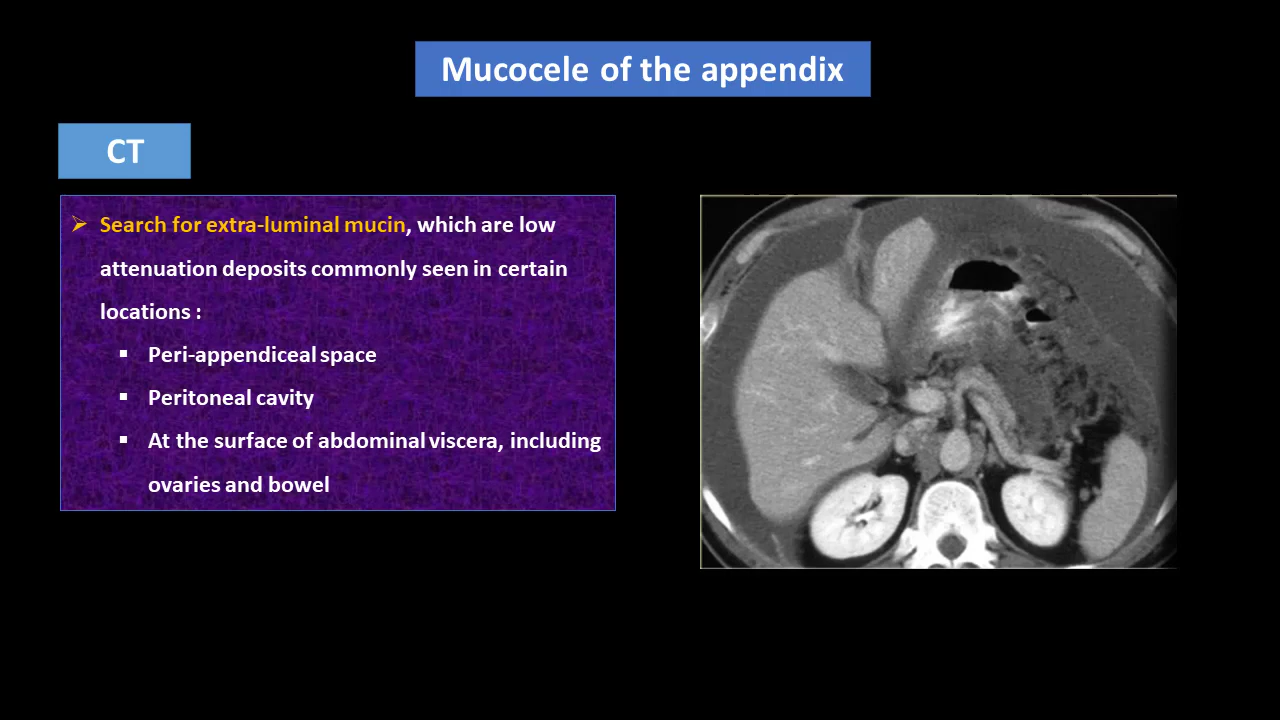 Mucocele of the appendix
CT
➢ Search for extra-luminal mucin, which are low
attenuation deposits commonly seen in certain
locations :
▪ Peri-appendiceal space
▪ Peritoneal cavity
▪ At the surface of abdominal viscera, including
ovaries and bowel